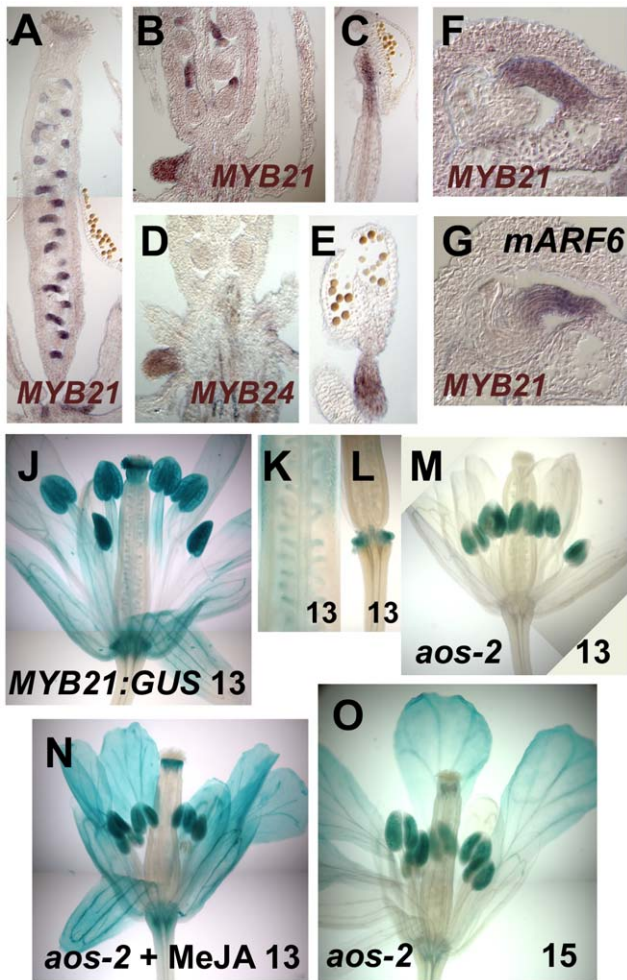 A
B
C
F
MYB21
MYB21
MYB21
D
E
G mARF6
MYB24
MYB21
J
K
L
M
MYB21:GUS 13
13
13
aos-2
13
N
O
aos-2 + MeJA 13
aos-2
15